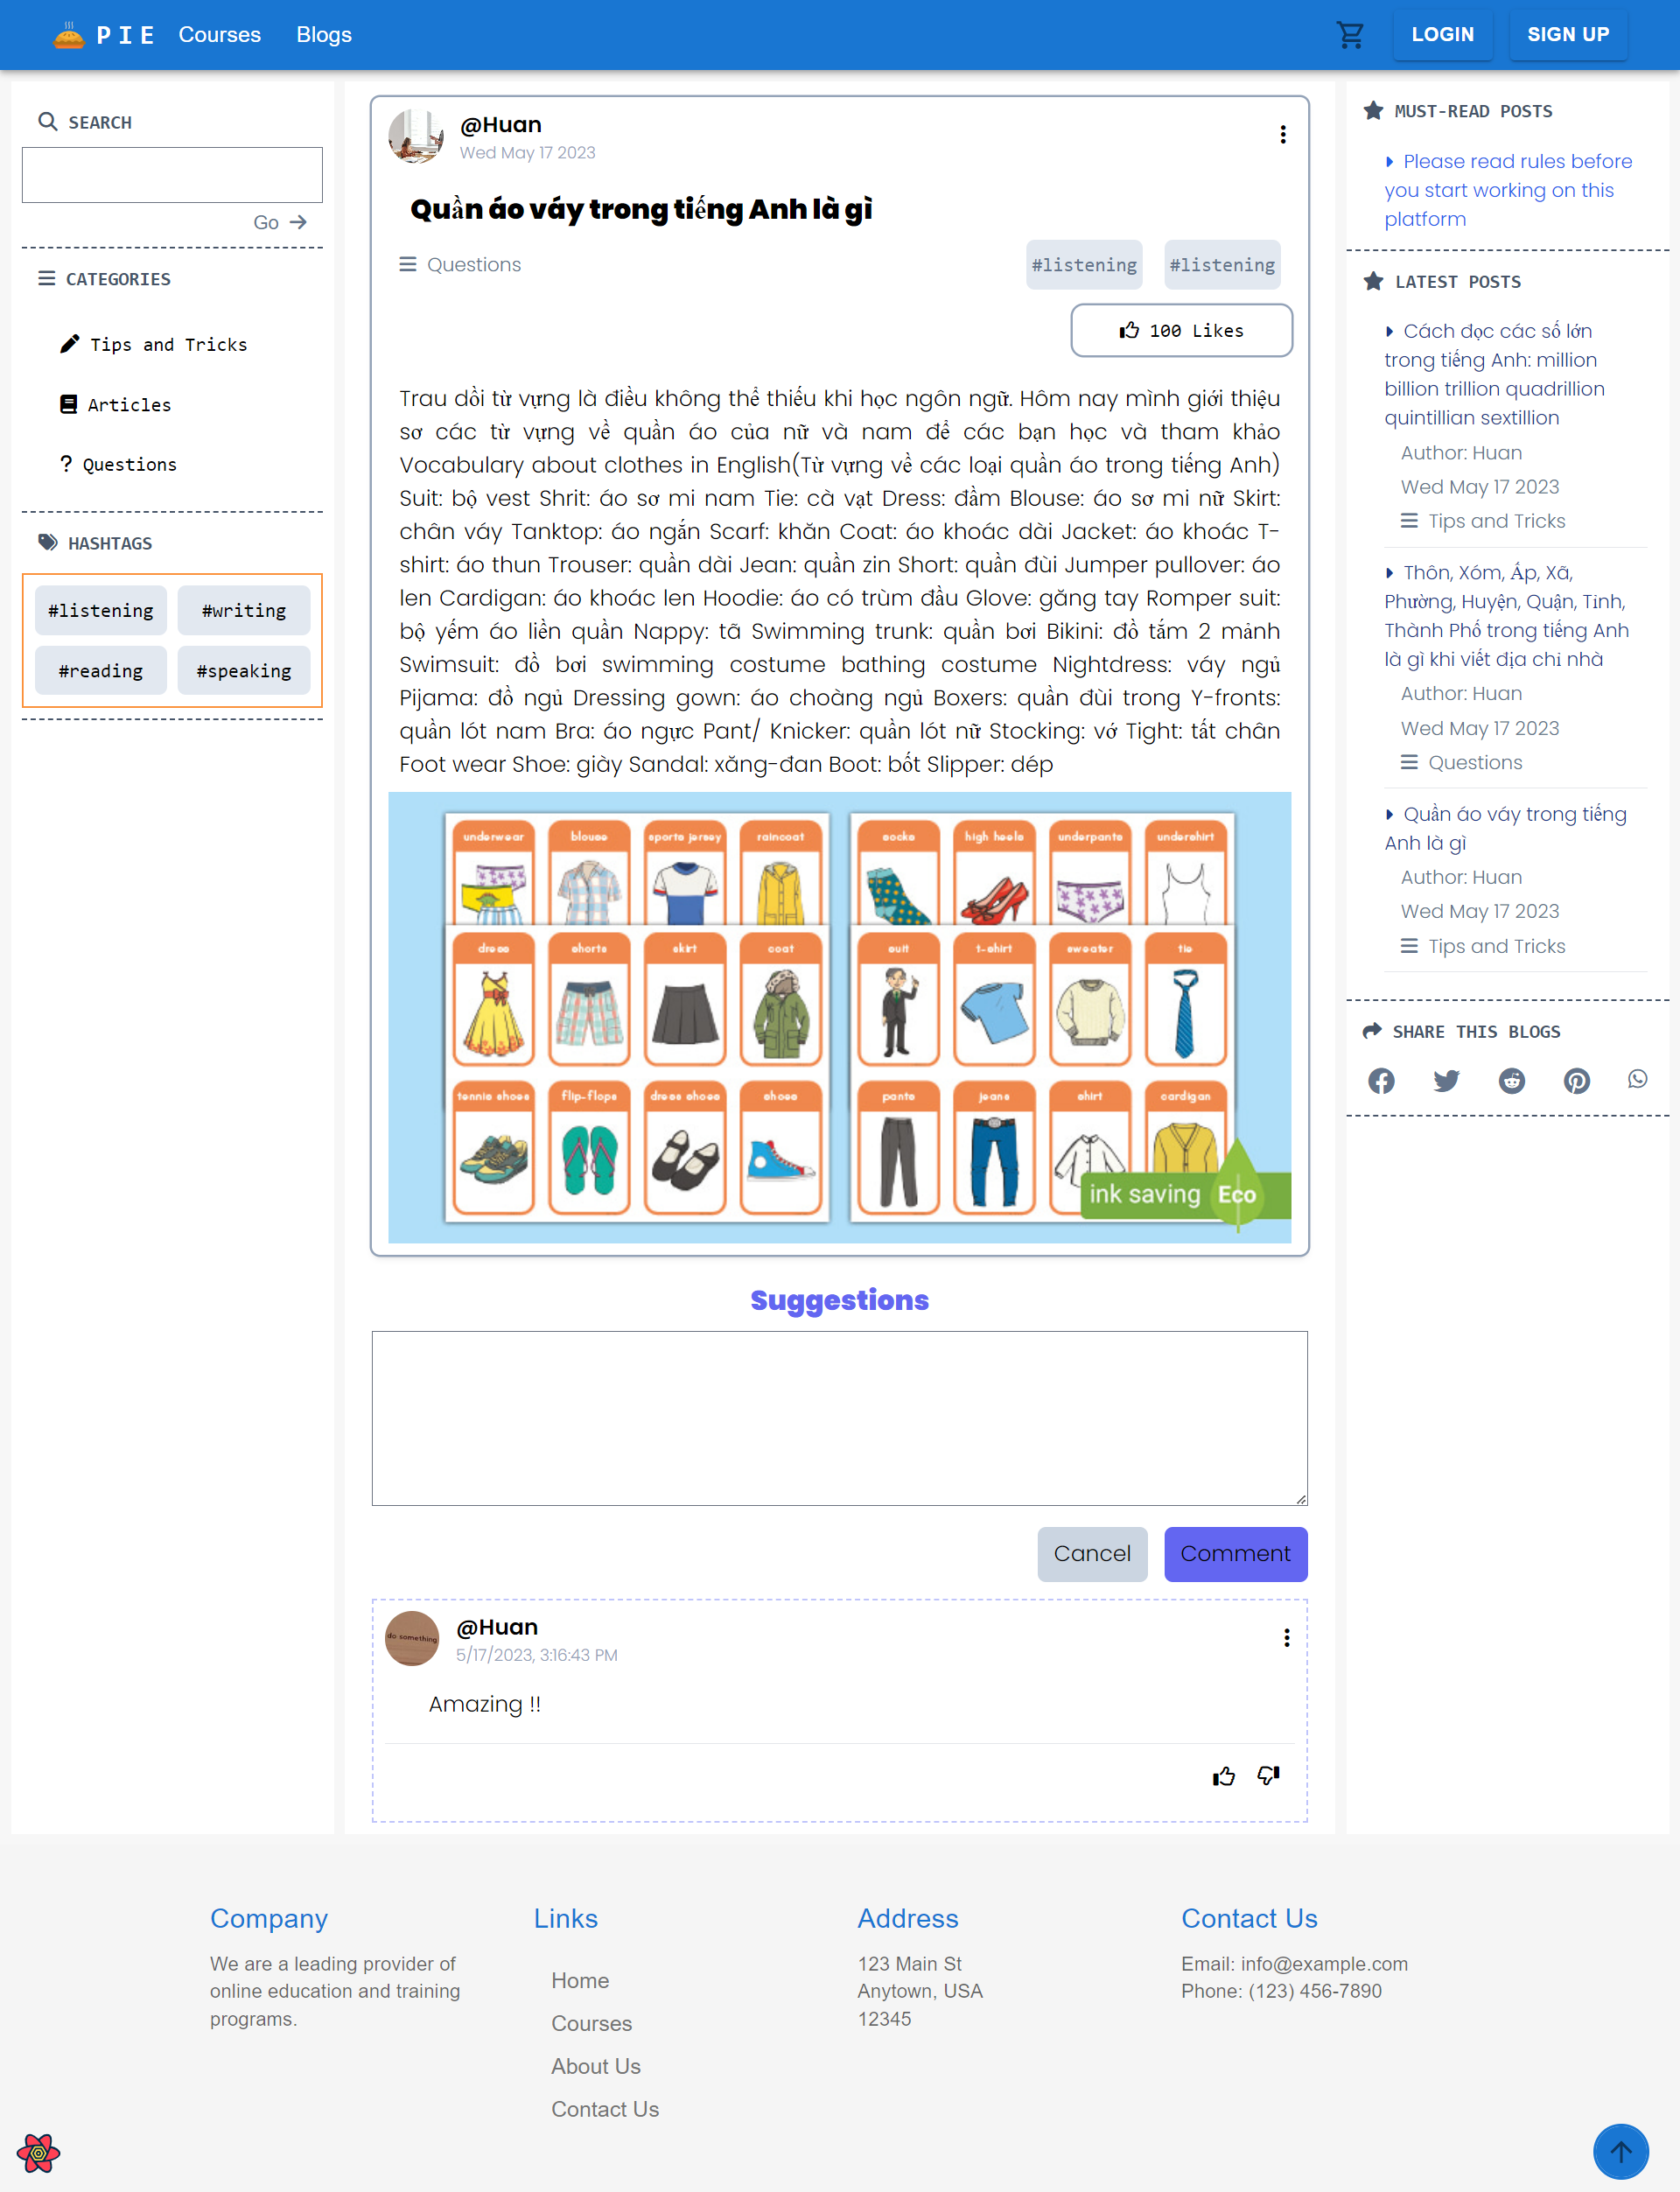 PIE
Courses
Blogs
LOGIN
SIGN UP
SEARCH
Go
CATEGORIES
Tips and Tricks
Articles
? Questions
HASHTAGS
#listening
#writing
#reading
#speaking
@Huan
Wed May 17 2023
Quần áo váy trong tiếng Anh là gì
Questions
#listening
#listening
100 Likes
Trau dồi từ vựng là điều không thể thiếu khi học ngôn ngữ. Hôm nay mình giới thiệu
sơ các từ vựng về quần áo của nữ và nam để các bạn học và tham khảo
Vocabulary about clothes in English(Từ vựng về các loại quần áo trong tiếng Anh)
Suit: bộ vest Shrit: áo sơ mi nam Tie: cà vạt Dress: đầm Blouse: áo sơ mi nữ Skirt:
chân váy Tanktop: áo ngắn Scarf: khăn Coat: áo khoác dài Jacket: áo khoác T-
shirt: áo thun Trouser: quần dài Jean: quần zin Short: quần đùi Jumper pullover: áo
len Cardigan: áo khoác len Hoodie: áo có trùm đầu Glove: găng tay Romper suit:
bộ yếm áo liền quần Nappy: tã Swimming trunk: quần bơi Bikini: đồ tắm 2 mảnh
Swimsuit: đồ bơi swimming costume bathing costume Nightdress: váy ngủ
Pijama: đồ ngủ Dressing gown: áo choàng ngủ Boxers: quần đùi trong Y-fronts:
quần lót nam Bra: áo ngực Pant/ Knicker: quần lót nữ Stocking: vớ Tight: tất chân
Foot wear Shoe: giày Sandal: xăng-đan Boot: bốt Slipper: dép
underwear
blouse
sports jersey
raincoat
socks
high heels
underpants
undershirt
dress
shorts
skirt
coat
suit
t-shirt
sweater
tie
tennis shoes
flip-flops
dress shoes
shoes
pants
jeans
shirt
cardigan
ink saving Eco
Suggestions
Cancel
Comment
do something
@Huan
5/17/2023, 3:16:43 PM
Amazing !!
MUST-READ POSTS
Please read rules before
you start working on this
platform
LATEST POSTS
Cách dọc các số lớn
trong tiếng Anh: million
billion trillion quadrillion
quintillian sextillion
Author: Huan
Wed May 17 2023
Tips and Tricks
Thôn, Xóm, Ấp, Xã,
Phường, Huyện, Quận, Tỉnh,
Thành Phố trong tiếng Anh
là gì khi viết địa chỉ nhà
Author: Huan
Wed May 17 2023
Questions
Quần áo váy trong tiếng
Anh là gì
Author: Huan
Wed May 17 2023
Tips and Tricks
SHARE THIS BLOGS
Company
We are a leading provider of
online education and training
programs.
Links
Home
Courses
About Us
Contact Us
Address
123 Main St
Anytown, USA
12345
Contact Us
Email: info@example.com
Phone: (123) 456-7890